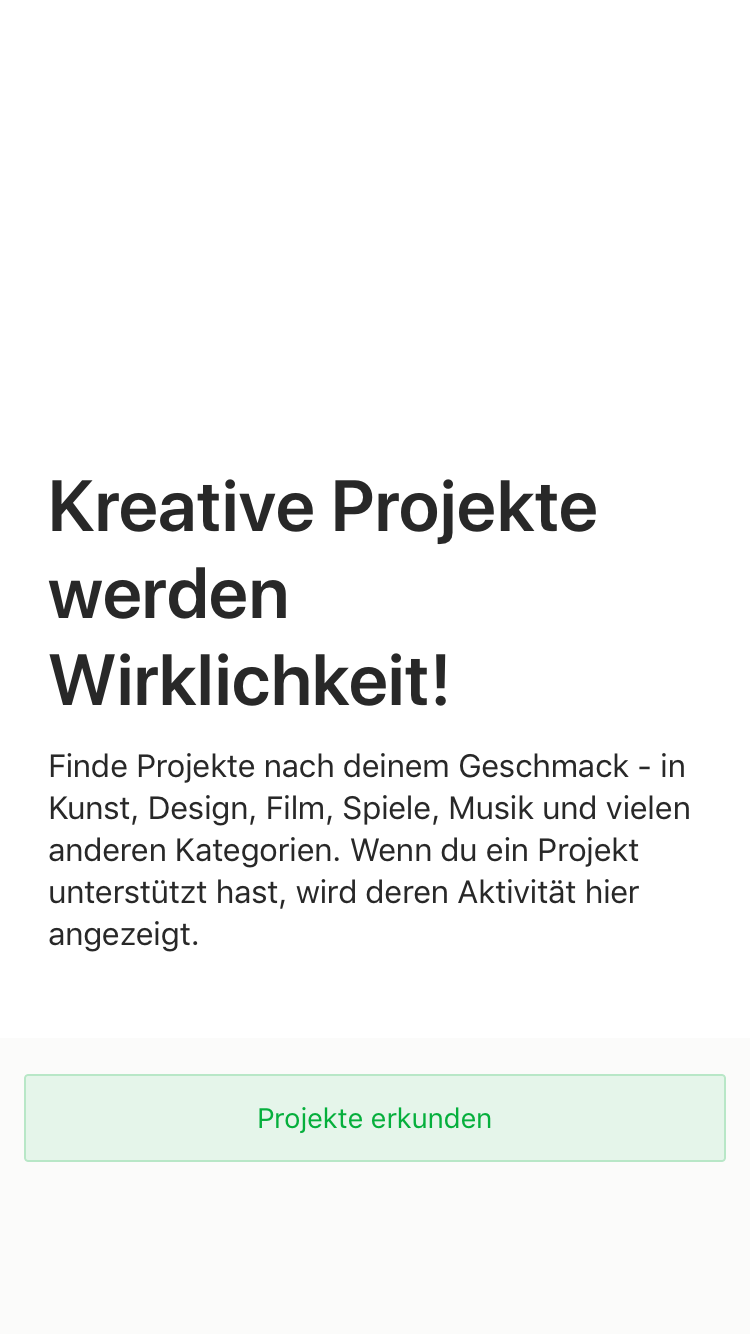 Kreative Projekte
werden
Wirklichkeit!
Finde Projekte nach deinem Geschmack - in
Kunst, Design, Film, Spiele, Musik und vielen
anderen Kategorien. Wenn du ein Projekt
unterstützt hast, wird deren Aktivität hier
angezeigt.
Projekte erkunden